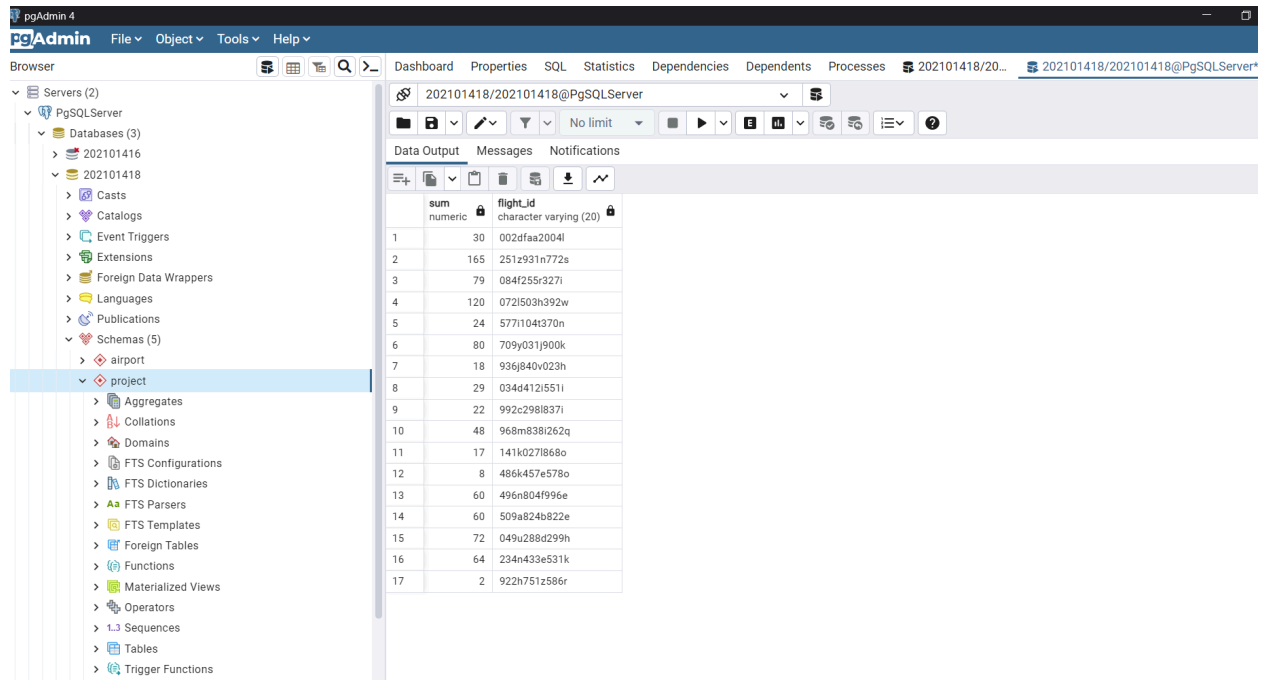 pgAdmin 4
pgAdmin File Object Tools Help
Browser
Dashboard Properties SQL Statistics Dependencies Dependents Processes 202101418/20... 202101418/202101418@PgSQLServer*
Servers (2)
PgSQLServer
Databases (3)
202101416
202101418
Casts
Catalogs
Event Triggers
Extensions
Foreign Data Wrappers
Languages
Publications
Schemas (5)
airport
project
Aggregates
Collations
Domains
FTS Configurations
FTS Dictionaries
Aa FTS Parsers
FTS Templates
Foreign Tables
Functions
Materialized Views
Operators
1..3 Sequences
Tables
Trigger Functions
202101418/202101418@PgSQLServer
No limit E
Data Output Messages Notifications
sum flight_id
numeric character varying (20)
1 30 002dfaa2004l
2 165 251z931n772s
3 79 084f255r327i
4 120 072l503h392w
5 24 577i104t370n
6 80 709y031j900k
7 18 936j840v023h
8 29 034d412i551i
9 22 992c298l837i
10 48 968m838i262q
11 17 141k027l868o
12 8 486k457e578o
13 60 496n804f996e
14 60 509a824b822e
15 72 049u288d299h
16 64 234n433e531k
17 2 922h751z586r